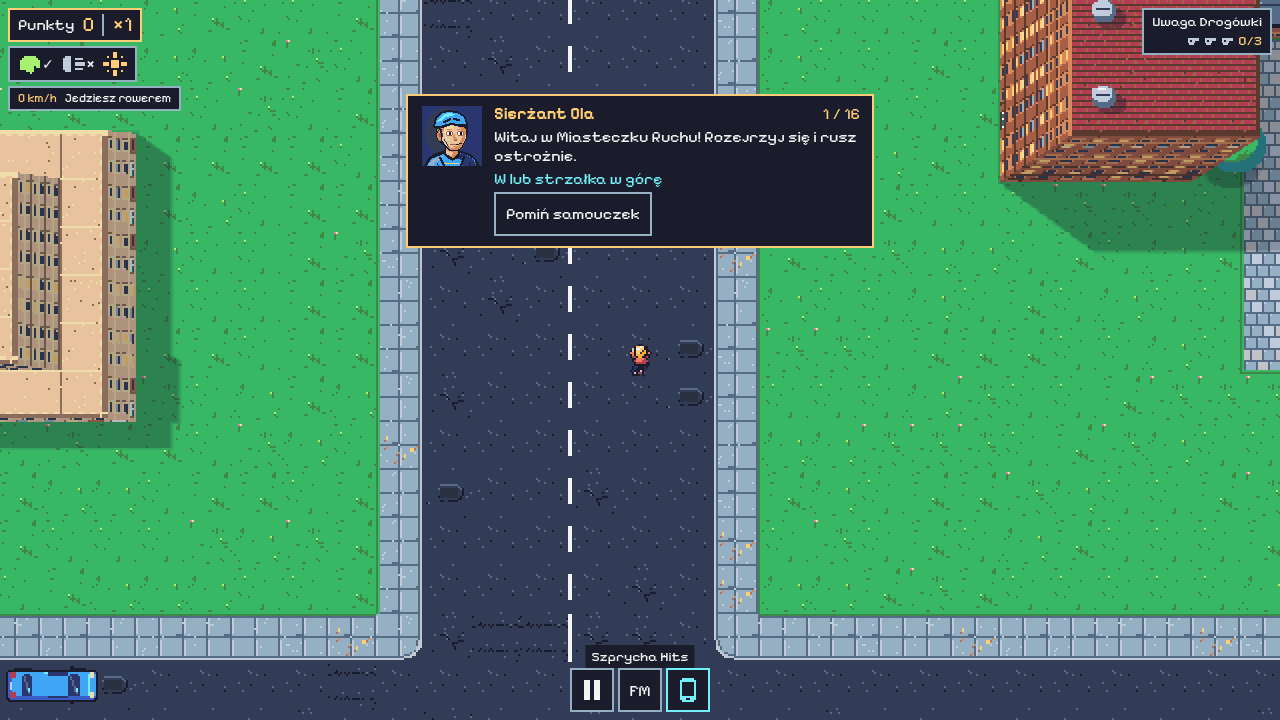 Punkty 0 ×1
Uwaga Drogówki
0/3
0 km/h Jedziesz rowerem
Sierżant Ola 1 / 16
Witaj w Miasteczku Ruchu! Rozejrzyj się i rusz
ostrożnie.
W lub strzałka w górę
Pomiń samouczek
Szprycha Hits
FM